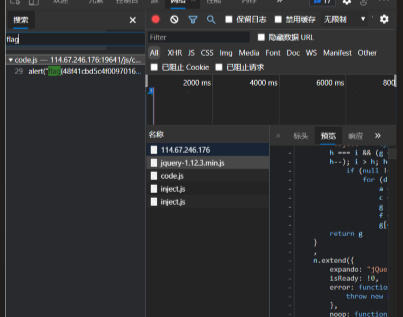 搜索
flag
code.js — 114.67.246.176:19641/js/c...
29 alert("flag{48f41cbd5c4f0097016...
保留日志
禁用缓存
无限制
Filter
隐藏数据 URL
All XHR JS CSS Img Media Font Doc WS Manifest Other
已阻止 Cookie
已阻止请求
2000 ms
4000 ms
6000 ms
名称
114.67.246.176
jquery-1.12.3.min.js
code.js
inject.js
inject.js
标头
预览
响应
h === i && (g
h--); i > h; h
if (null !
for (d
a
c
g
f
g[
return g
}
,
n.extend({
expando: "jQue
isReady: !0,
error: functio
throw new
},
noop: function